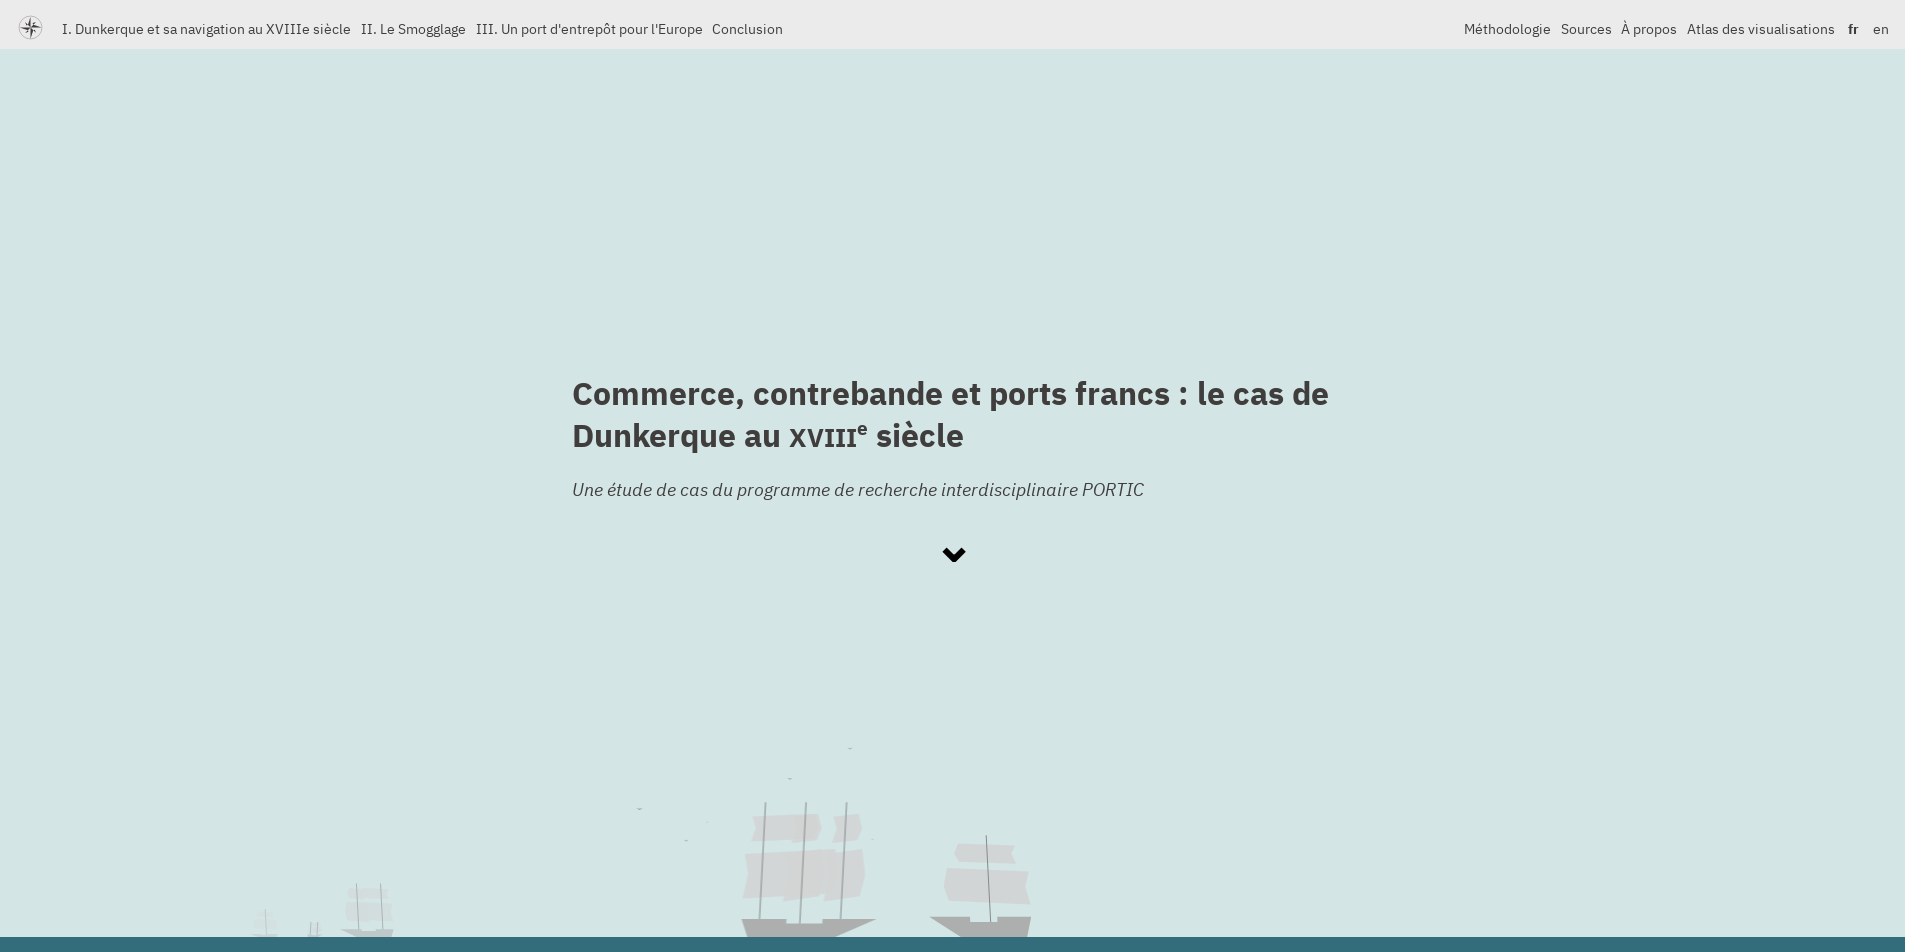 I. Dunkerque et sa navigation au XVIIIe siècle II. Le Smogglage III. Un port d'entrepôt pour l'Europe Conclusion Méthodologie Sources À propos Atlas des visualisations fr en
Commerce, contrebande et ports francs : le cas de
Dunkerque au XVIIIe siècle
Une étude de cas du programme de recherche interdisciplinaire PORTIC